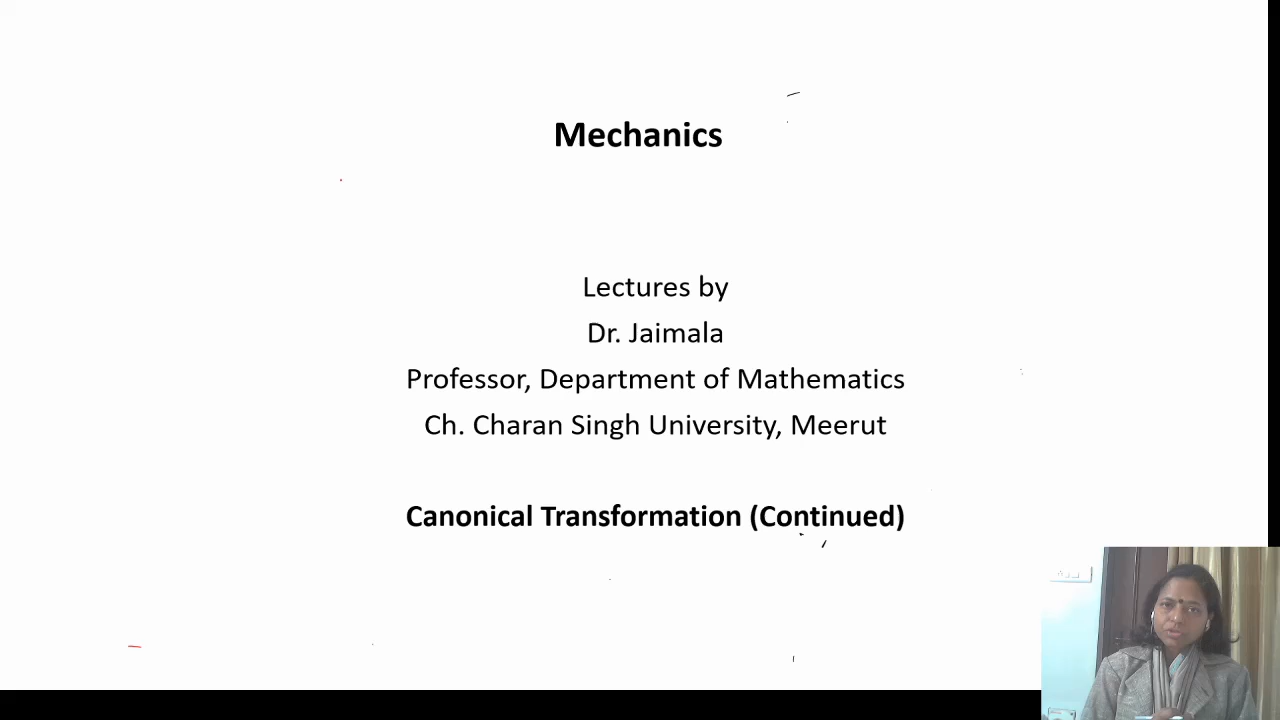 Mechanics
Lectures by
Dr. Jaimala
Professor, Department of Mathematics
Ch. Charan Singh University, Meerut
Canonical Transformation (Continued)